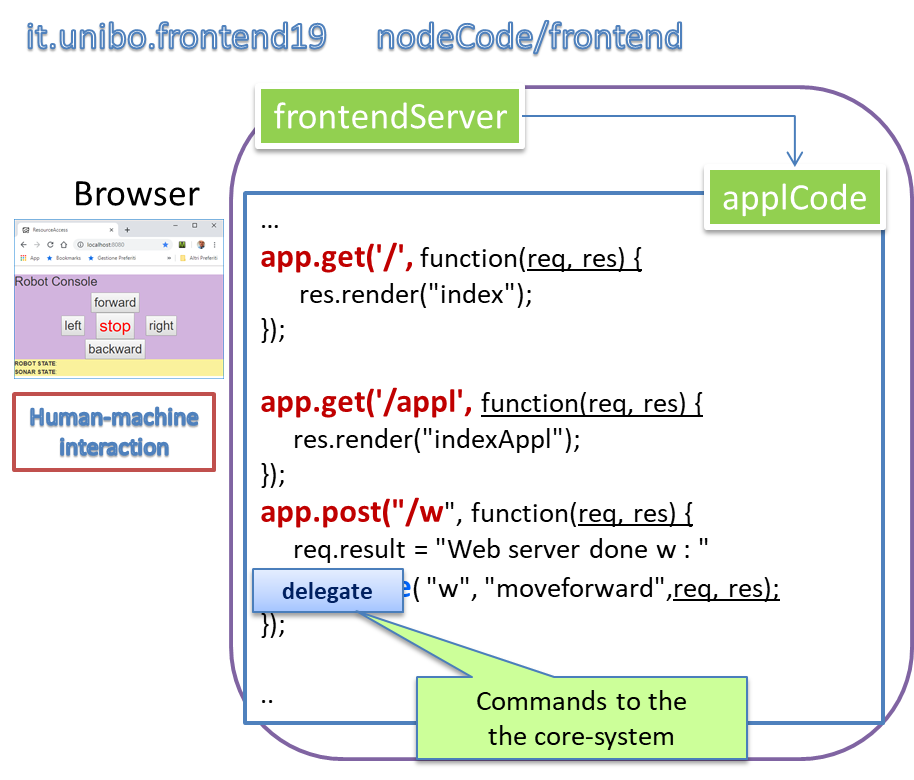 it.unibo.frontend19 nodeCode/frontend
frontendServer
applCode
Browser
ResourceAccess
localhost:8080
App Bookmarks Gestione Preferiti » Altri Preferiti
Robot Console
forward
left stop right
backward
ROBOT STATE
SONAR STATE
Human-machine
interaction
...
app.get('/', function(req, res) {
res.render("index");
});
app.get('/appl', function(req, res) {
res.render("indexAppl");
});
app.post("/w", function(req, res) {
req.result = "Web server done w : "
delegate e( "w", "moveforward",req, res);
});
..
Commands to the
the core-system